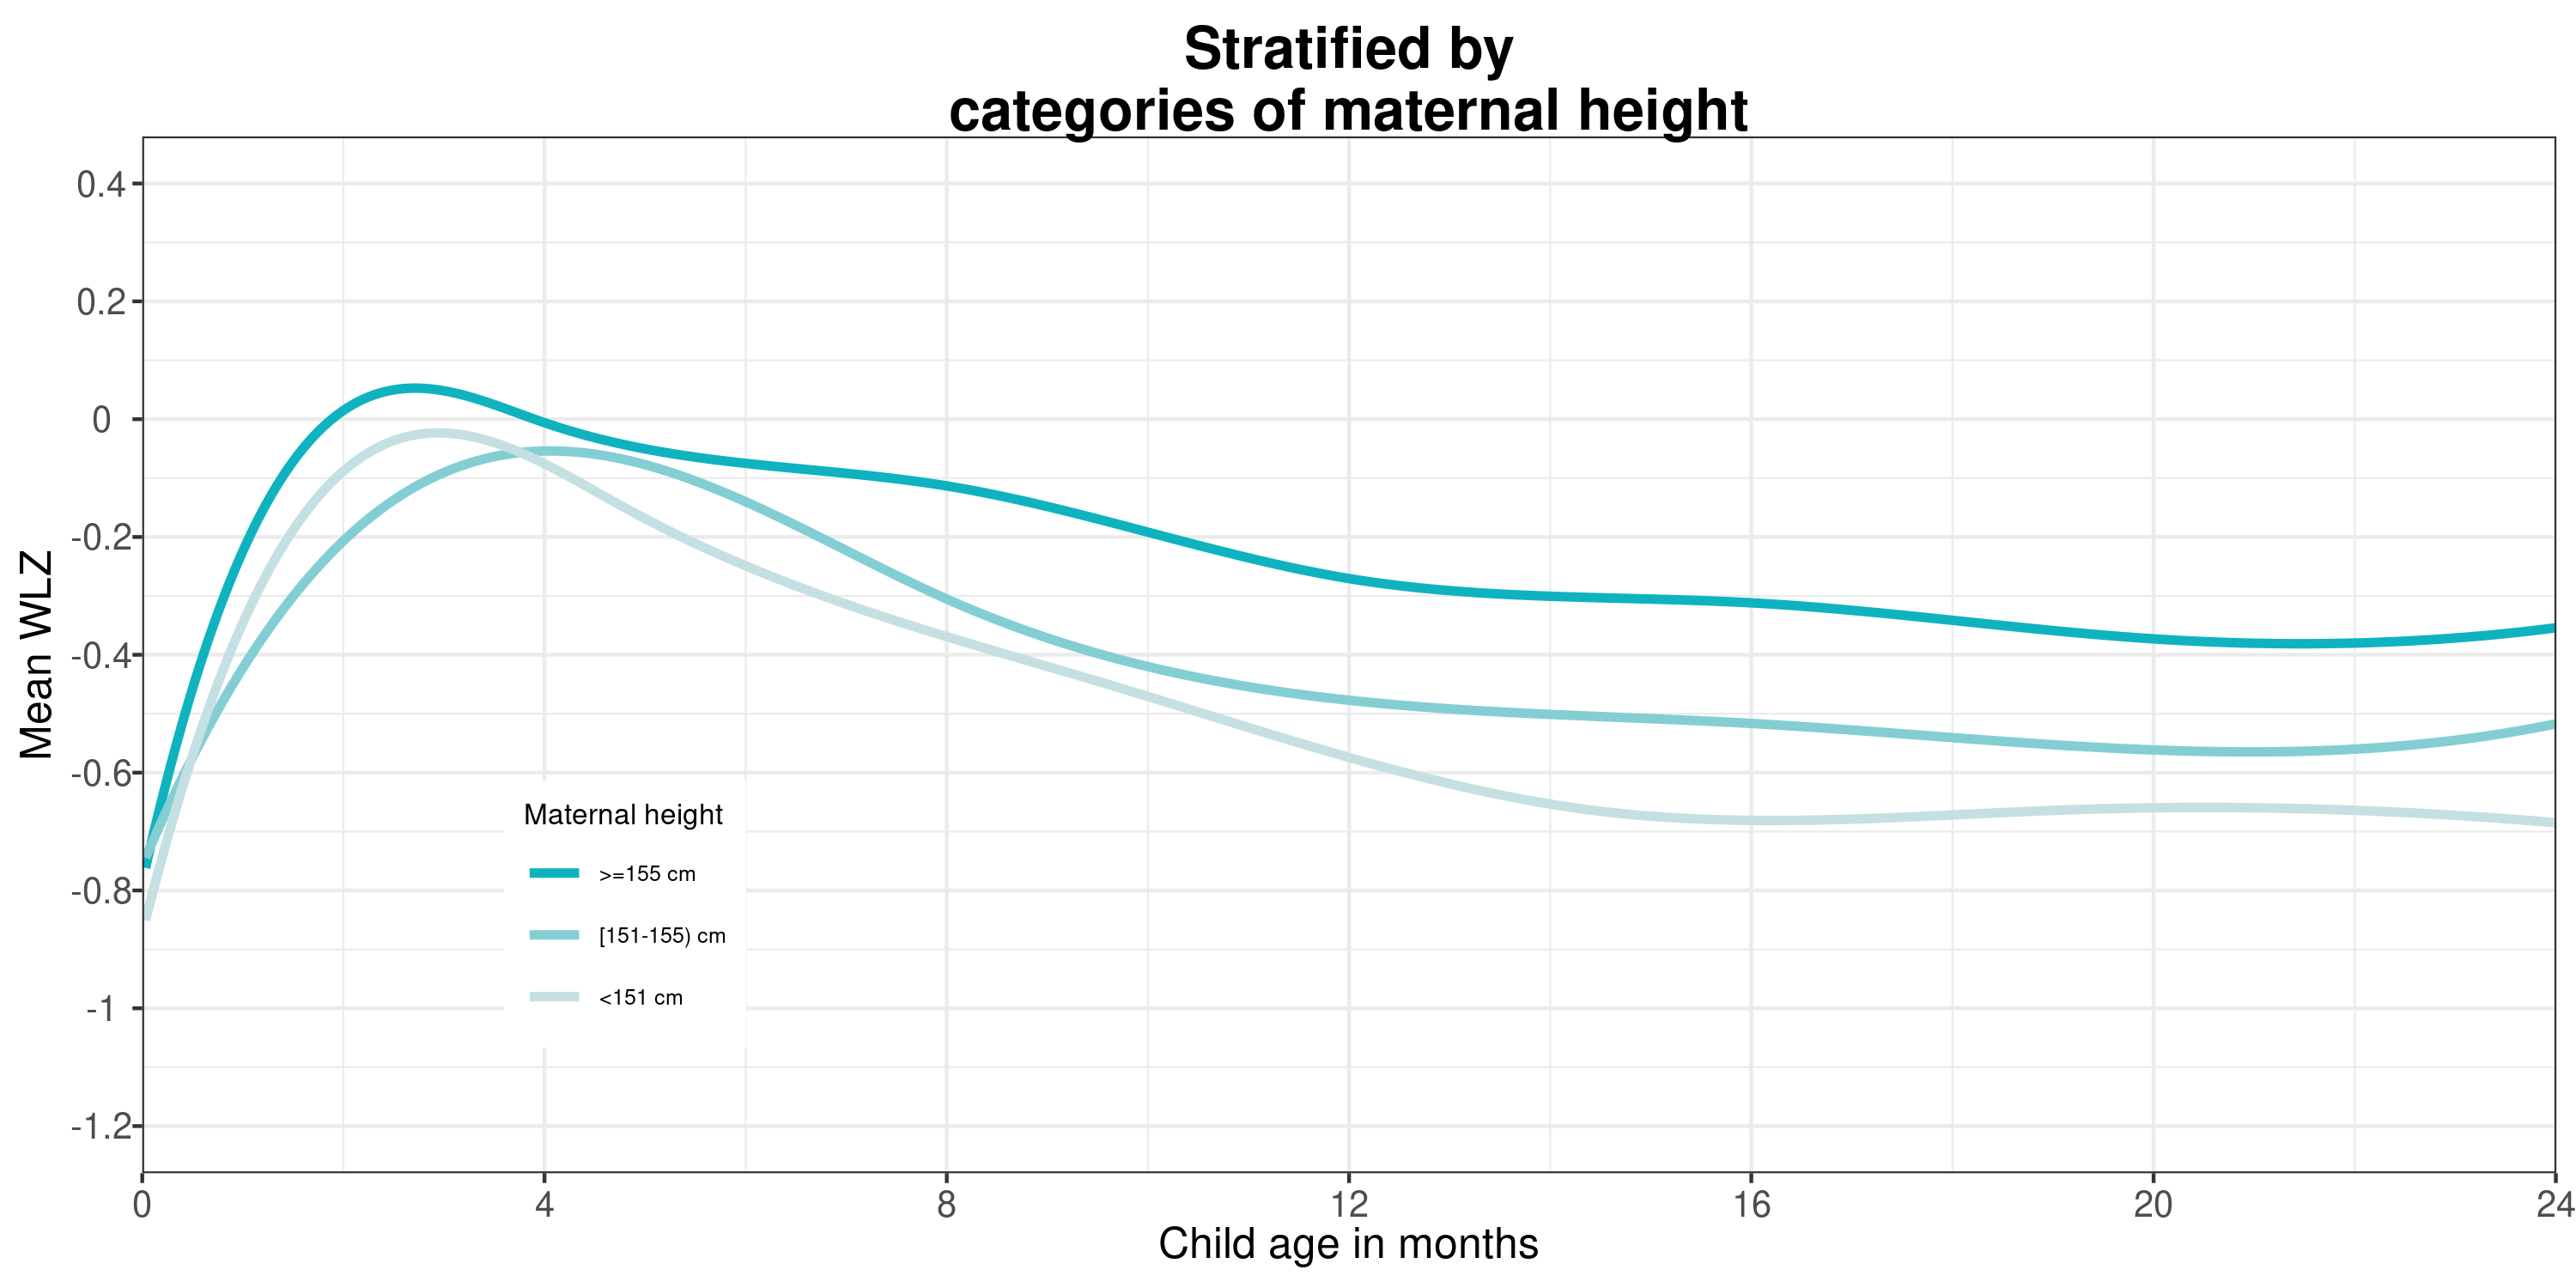 Stratified by
categories of maternal height
0.4
0.2
0
-0.2
-0.4
-0.6
-0.8
-1
-1.2
Mean WLZ
Maternal height
>=155 cm
[151-155) cm
<151 cm
0 4 8 12 16 20 24
Child age in months